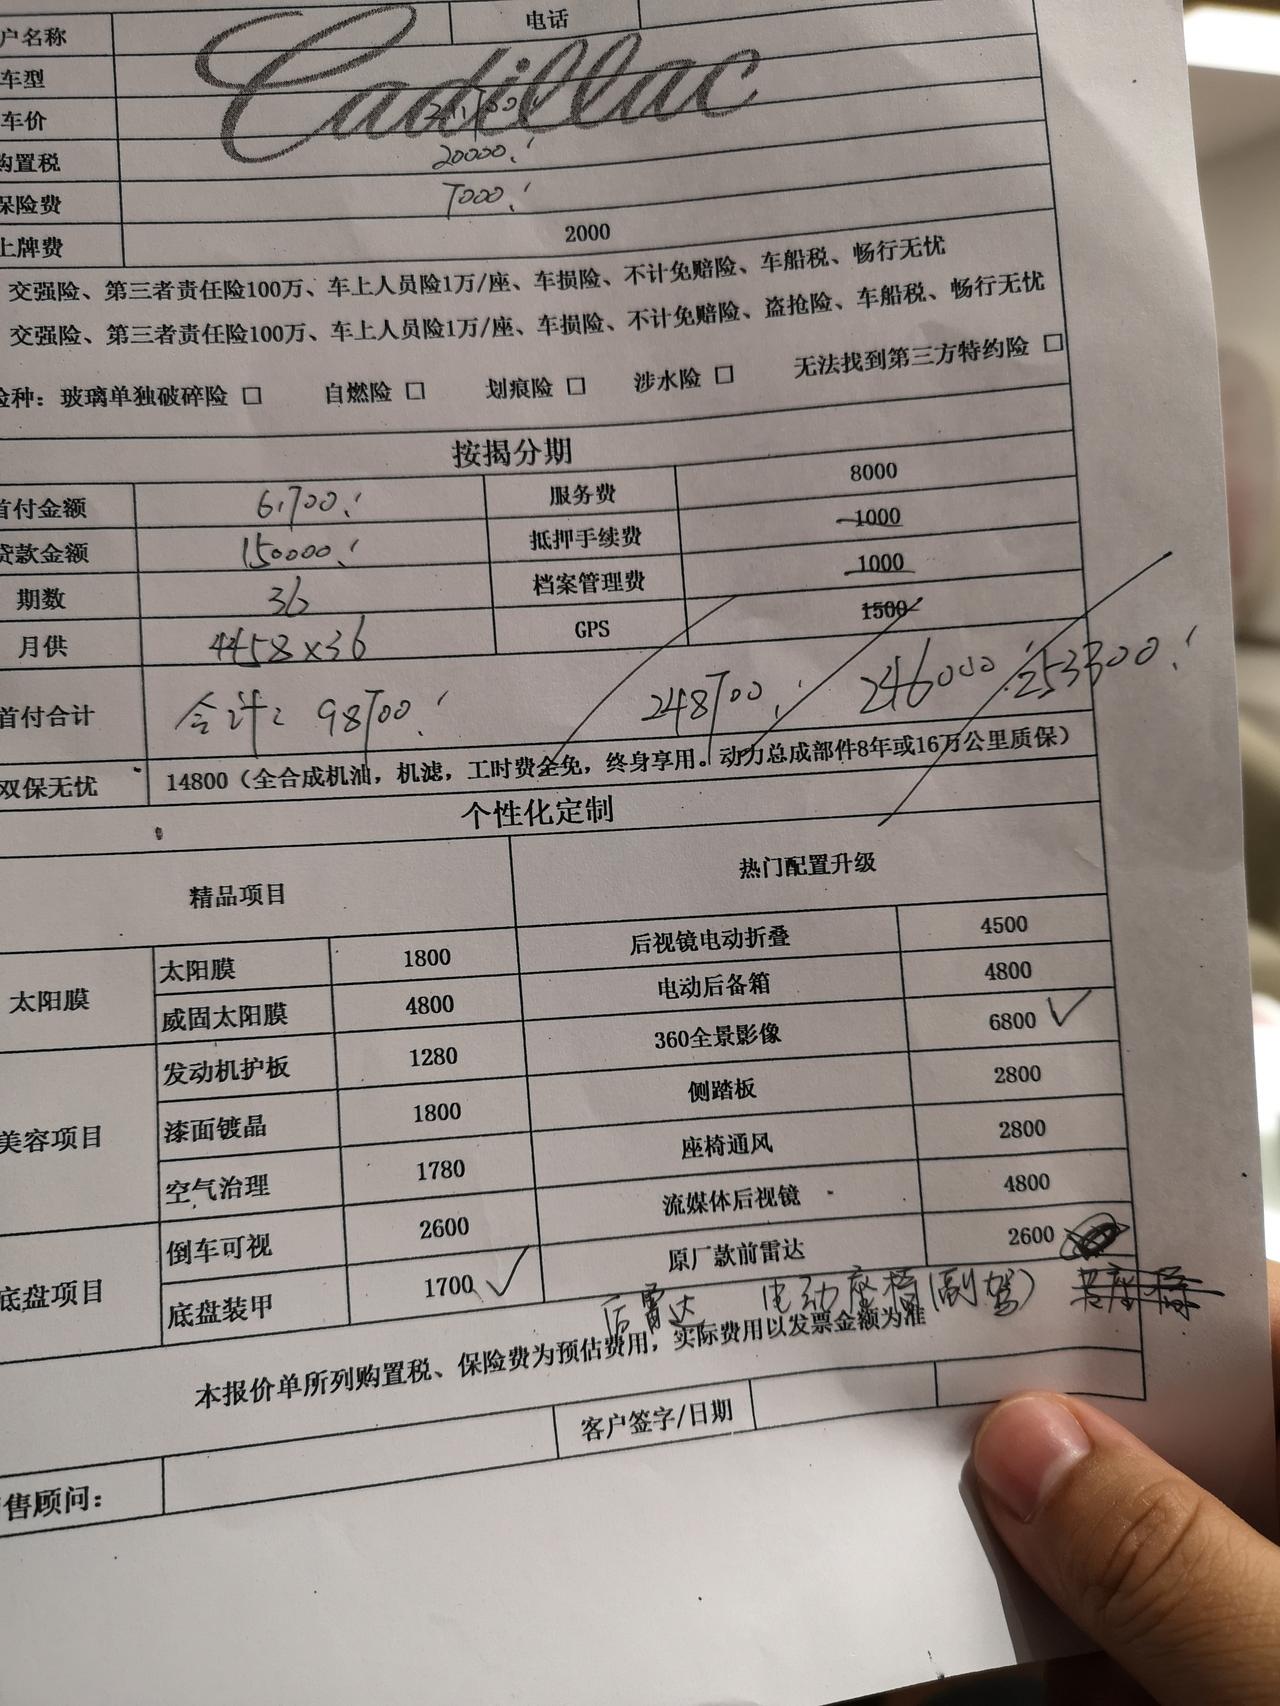 户名称 电话
Cadillac
车型
车价
购置税 20000.
保险费 7000.
上牌费 2000
交强险、第三者责任险100万、车上人员险1万/座、车损险、不计免赔险、车船税、畅行无忧
交强险、第三者责任险100万、车上人员险1万/座、车损险、不计免赔险、盗抢险、车船税、畅行无忧
险种：玻璃单独破碎险 □ 自燃险 □ 划痕险 □ 涉水险 □ 无法找到第三方特约险 □
按揭分期
首付金额 61700. 服务费 8000
贷款金额 150000. 抵押手续费 1000
期数 36 档案管理费 1000
月供 4458×36 GPS 1500
首付合计 合计: 98700. 248700. 246000 253300.
双保无忧 14800（全合成机油，机滤，工时费全免，终身享用。动力总成部件8年或16万公里质保）
个性化定制
精品项目 热门配置升级
太阳膜 太阳膜 1800 后视镜电动折叠 4500
威固太阳膜 4800 电动后备箱 4800
美容项目 发动机护板 1280 360全景影像 6800 ✓
漆面镀晶 1800 侧踏板 2800
空气治理 1780 座椅通风 2800
底盘项目 倒车可视 2600 流媒体后视镜 4800
底盘装甲 1700 ✓ 原厂款前雷达 2600
后雷达 电动座椅(副驾)
本报价单所列购置税、保险费为预估费用，实际费用以发票金额为准
客户签字/日期
售顾问：